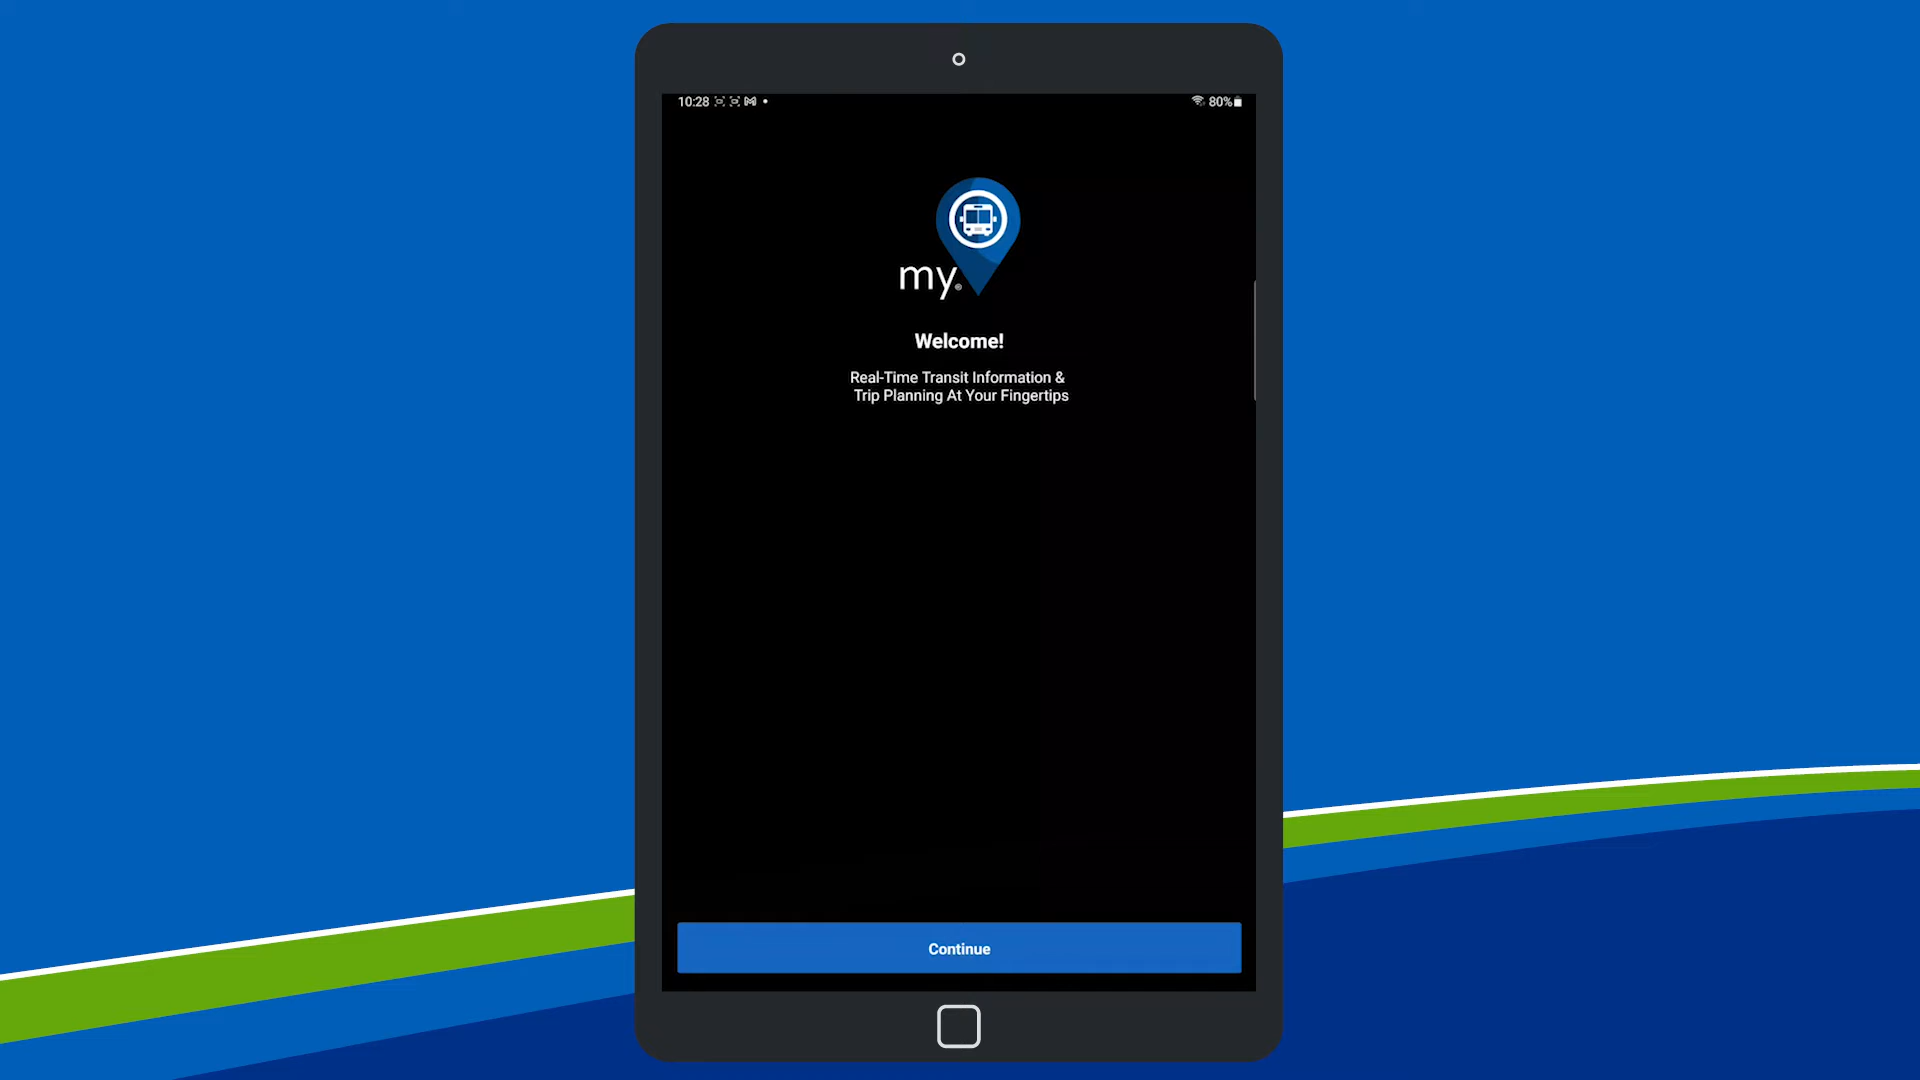 10:28
80%
my
Welcome!
Real-Time Transit Information &
Trip Planning At Your Fingertips
Continue